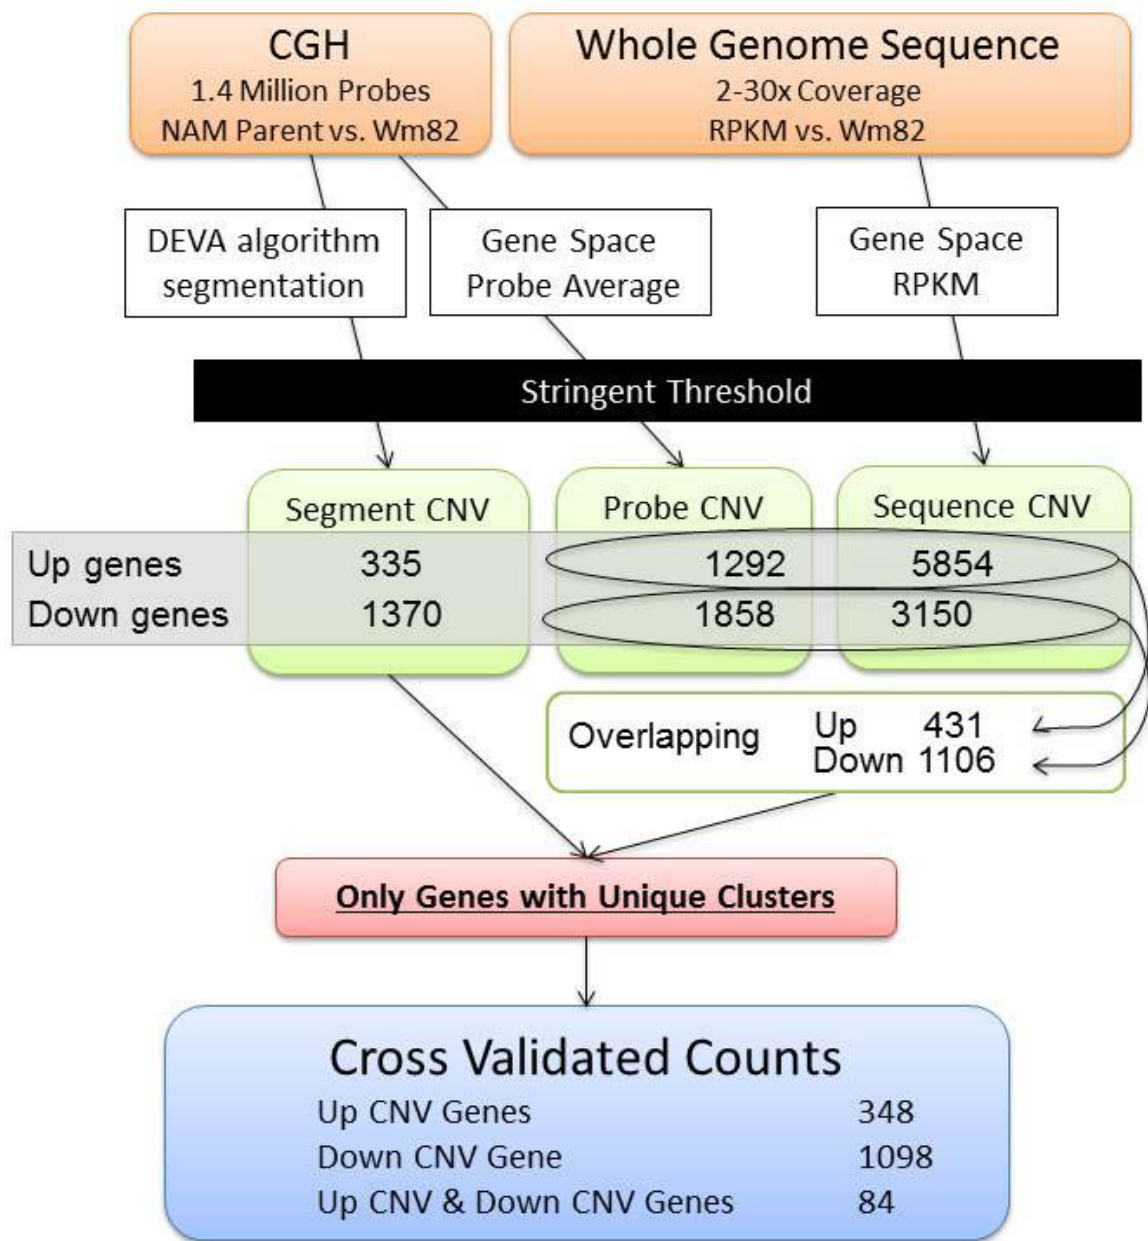 CGH
1.4 Million Probes
NAM Parent vs. Wm82
Whole Genome Sequence
2-30x Coverage
RPKM vs. Wm82
DEVA algorithm
segmentation
Gene Space
Probe Average
Gene Space
RPKM
Stringent Threshold
Segment CNV
Probe CNV
Sequence CNV
Up genes 335 1292 5854
Down genes 1370 1858 3150
Overlapping
Up 431
Down 1106
Only Genes with Unique Clusters
Cross Validated Counts
Up CNV Genes 348
Down CNV Gene 1098
Up CNV & Down CNV Genes 84